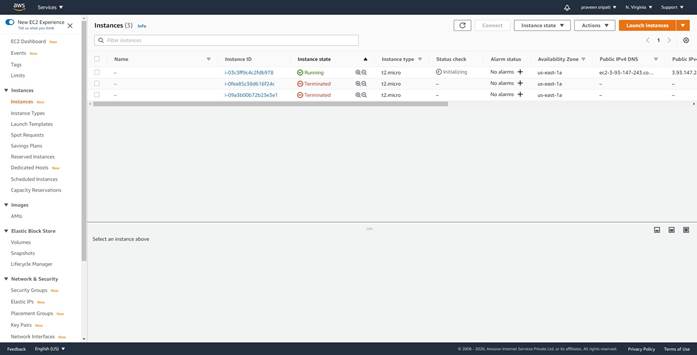 aws Services praveen sripati N. Virginia Support
New EC2 Experience
Tell us what you think
EC2 Dashboard New
Events New
Tags
Limits
Instances
Instances New
Instance Types
Launch Templates
Spot Requests
Savings Plans
Reserved Instances
Dedicated Hosts New
Scheduled Instances
Capacity Reservations
Images
AMIs
Elastic Block Store
Volumes
Snapshots
Lifecycle Manager
Network & Security
Security Groups New
Elastic IPs New
Placement Groups New
Key Pairs New
Network Interfaces New
Instances (3) Info
Connect Instance state Actions Launch instances
Filter instances
1
Name Instance ID Instance state Instance type Status check Alarm status Availability Zone Public IPv4 DNS Public IPv
– i-03c3ff9c4c2fdb978 Running t2.micro Initializing No alarms + us-east-1a ec2-3-95-147-243.co... 3.95.147.2
– Terminated t2.micro – No alarms + us-east-1a – –
– i-09a3b00b72b23e3e1 Terminated t2.micro – No alarms + us-east-1a – –
Select an instance above
Feedback English (US) © 2008 - 2020, Amazon Internet Services Private Ltd. or its affiliates. All rights reserved. Privacy Policy Terms of Use